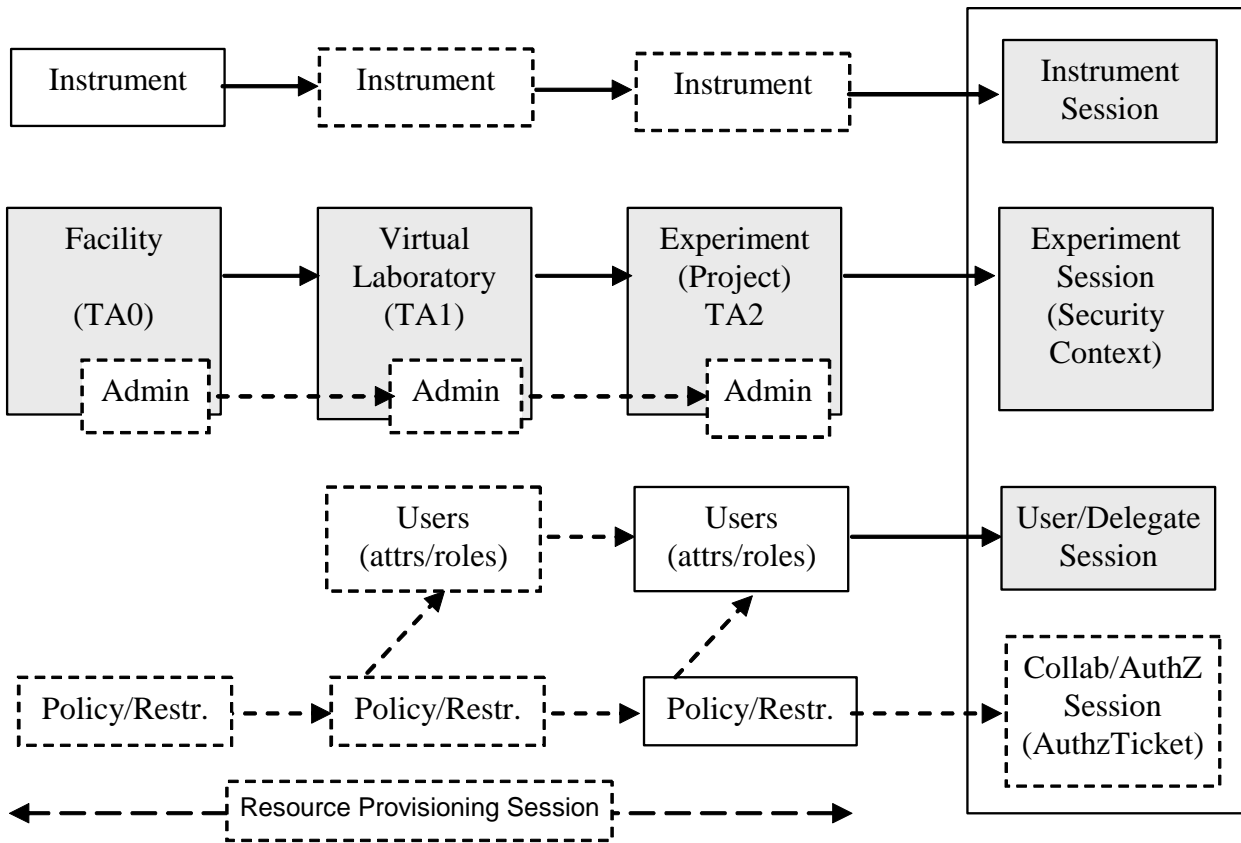 Instrument
Instrument
Instrument
Instrument
Session
Facility
(TA0)
Virtual
Laboratory
(TA1)
Experiment
(Project)
TA2
Experiment
Session
(Security
Context)
Admin
Admin
Admin
Users
(attrs/roles)
Users
(attrs/roles)
User/Delegate
Session
Policy/Restr.
Policy/Restr.
Policy/Restr.
Collab/AuthZ
Session
(AuthzTicket)
Resource Provisioning Session